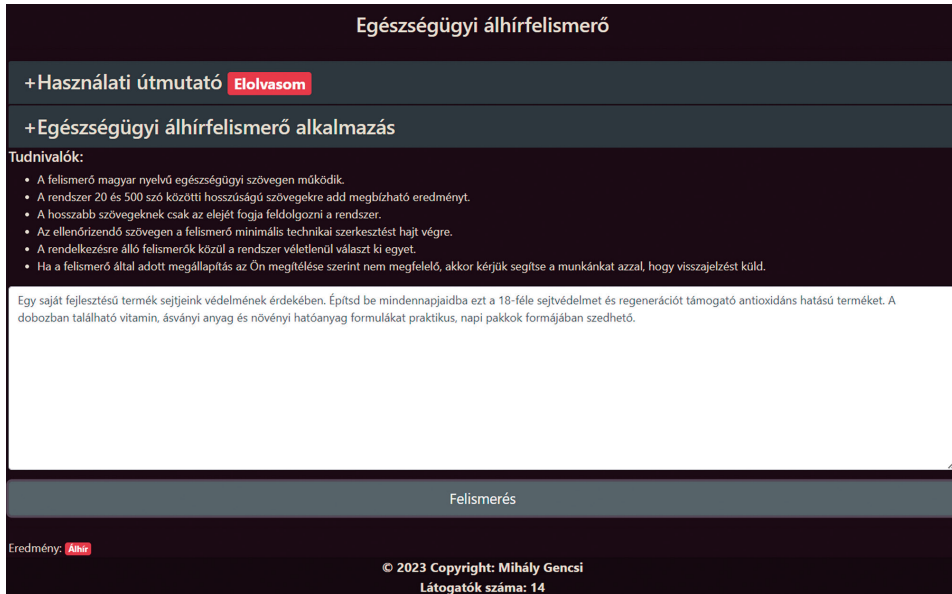 Egészségügyi álhírfelismerő
+Használati útmutató Elolvasom
+Egészségügyi álhírfelismerő alkalmazás
Tudnivalók:
• A felismerő magyar nyelvű egészségügyi szövegen működik.
• A rendszer 20 és 500 szó közötti hosszúságú szövegekre add megbízható eredményt.
• A hosszabb szövegeknek csak az elejét fogja feldolgozni a rendszer.
• Az ellenőrizendő szövegen a felismerő minimális technikai szerkesztést hajt végre.
• A rendelkezésre álló felismerők közül a rendszer véletlenül választ ki egyet.
• Ha a felismerő által adott megállapítás az Ön megítélése szerint nem megfelelő, akkor kérjük segítse a munkánkat azzal, hogy visszajelzést küld.
Egy saját fejlesztésű termék sejtjeink védelmének érdekében. Építsd be mindennapjaidba ezt a 18-féle sejtvédelmet és regenerációt támogató antioxidáns hatású terméket. A
dobozban található vitamin, ásványi anyag és növényi hatóanyag formulákat praktikus, napi pakkok formájában szedhető.
Felismerés
Eredmény: Álhír
© 2023 Copyright: Mihály Gencsi
Látogatók száma: 14